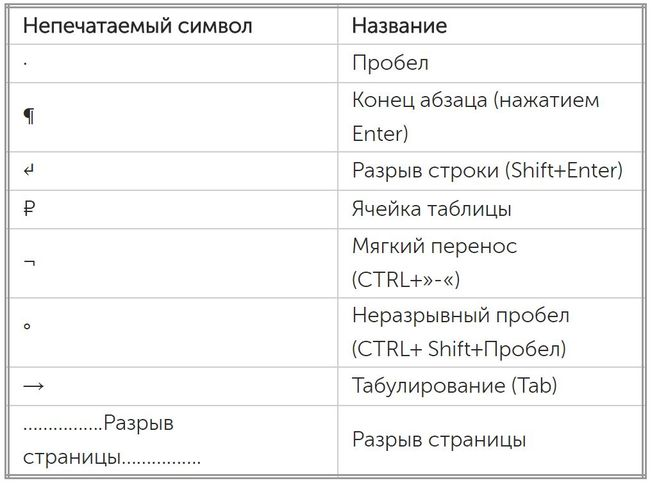 Непечатаемый символ Название
· Пробел
¶ Конец абзаца (нажатием
Enter)
↵ Разрыв строки (Shift+Enter)
₽ Ячейка таблицы
¬ Мягкий перенос
(CTRL+»-«)
° Неразрывный пробел
(CTRL+ Shift+Пробел)
→ Табулирование (Tab)
................Разрыв
страницы................ Разрыв страницы